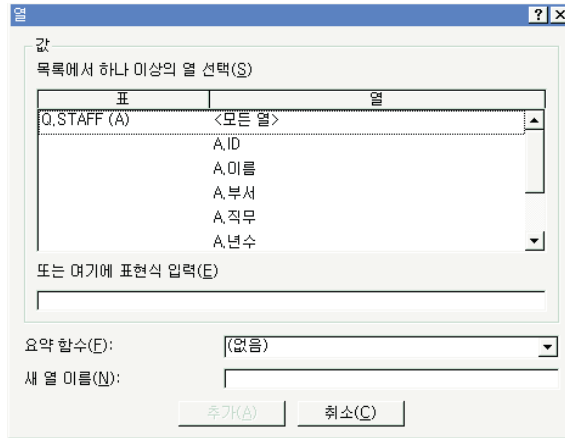 열
값
목록에서 하나 이상의 열 선택(S)
표 열
Q.STAFF (A) <모든 열>
A.ID
A.이름
A.부서
A.직무
A.년수
또는 여기에 표현식 입력(E)
요약 함수(F): (없음)
새 열 이름(N):
추가(A) 취소(C)